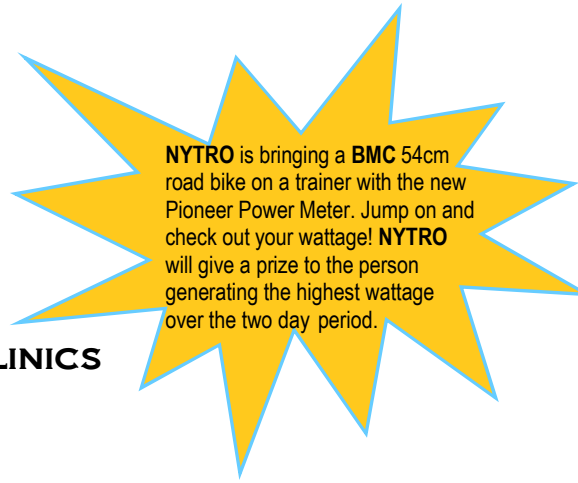 NYTRO is bringing a BMC 54cm
road bike on a trainer with the new
Pioneer Power Meter. Jump on and
check out your wattage! NYTRO
will give a prize to the person
generating the highest wattage
over the two day period.
LINICS